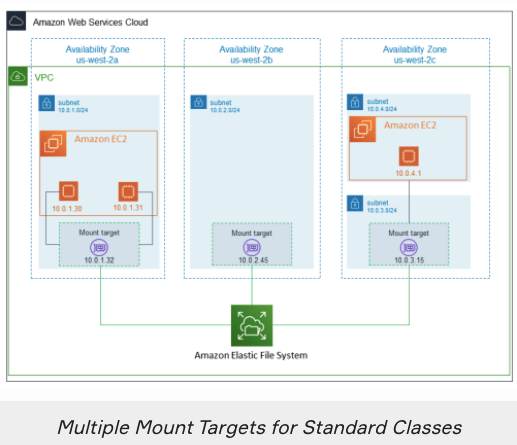 Amazon Web Services Cloud
Availability Zone
us-west-2a
Availability Zone
us-west-2b
Availability Zone
us-west-2c
VPC
subnet
10.0.1.0/24
Amazon EC2
10.0.1.30
10.0.1.31
Mount target
10.0.1.32
subnet
10.0.2.0/24
Mount target
10.0.2.45
subnet
10.0.4.0/24
Amazon EC2
10.0.4.1
subnet
10.0.3.0/24
Mount target
10.0.3.15
Amazon Elastic File System
Multiple Mount Targets for Standard Classes